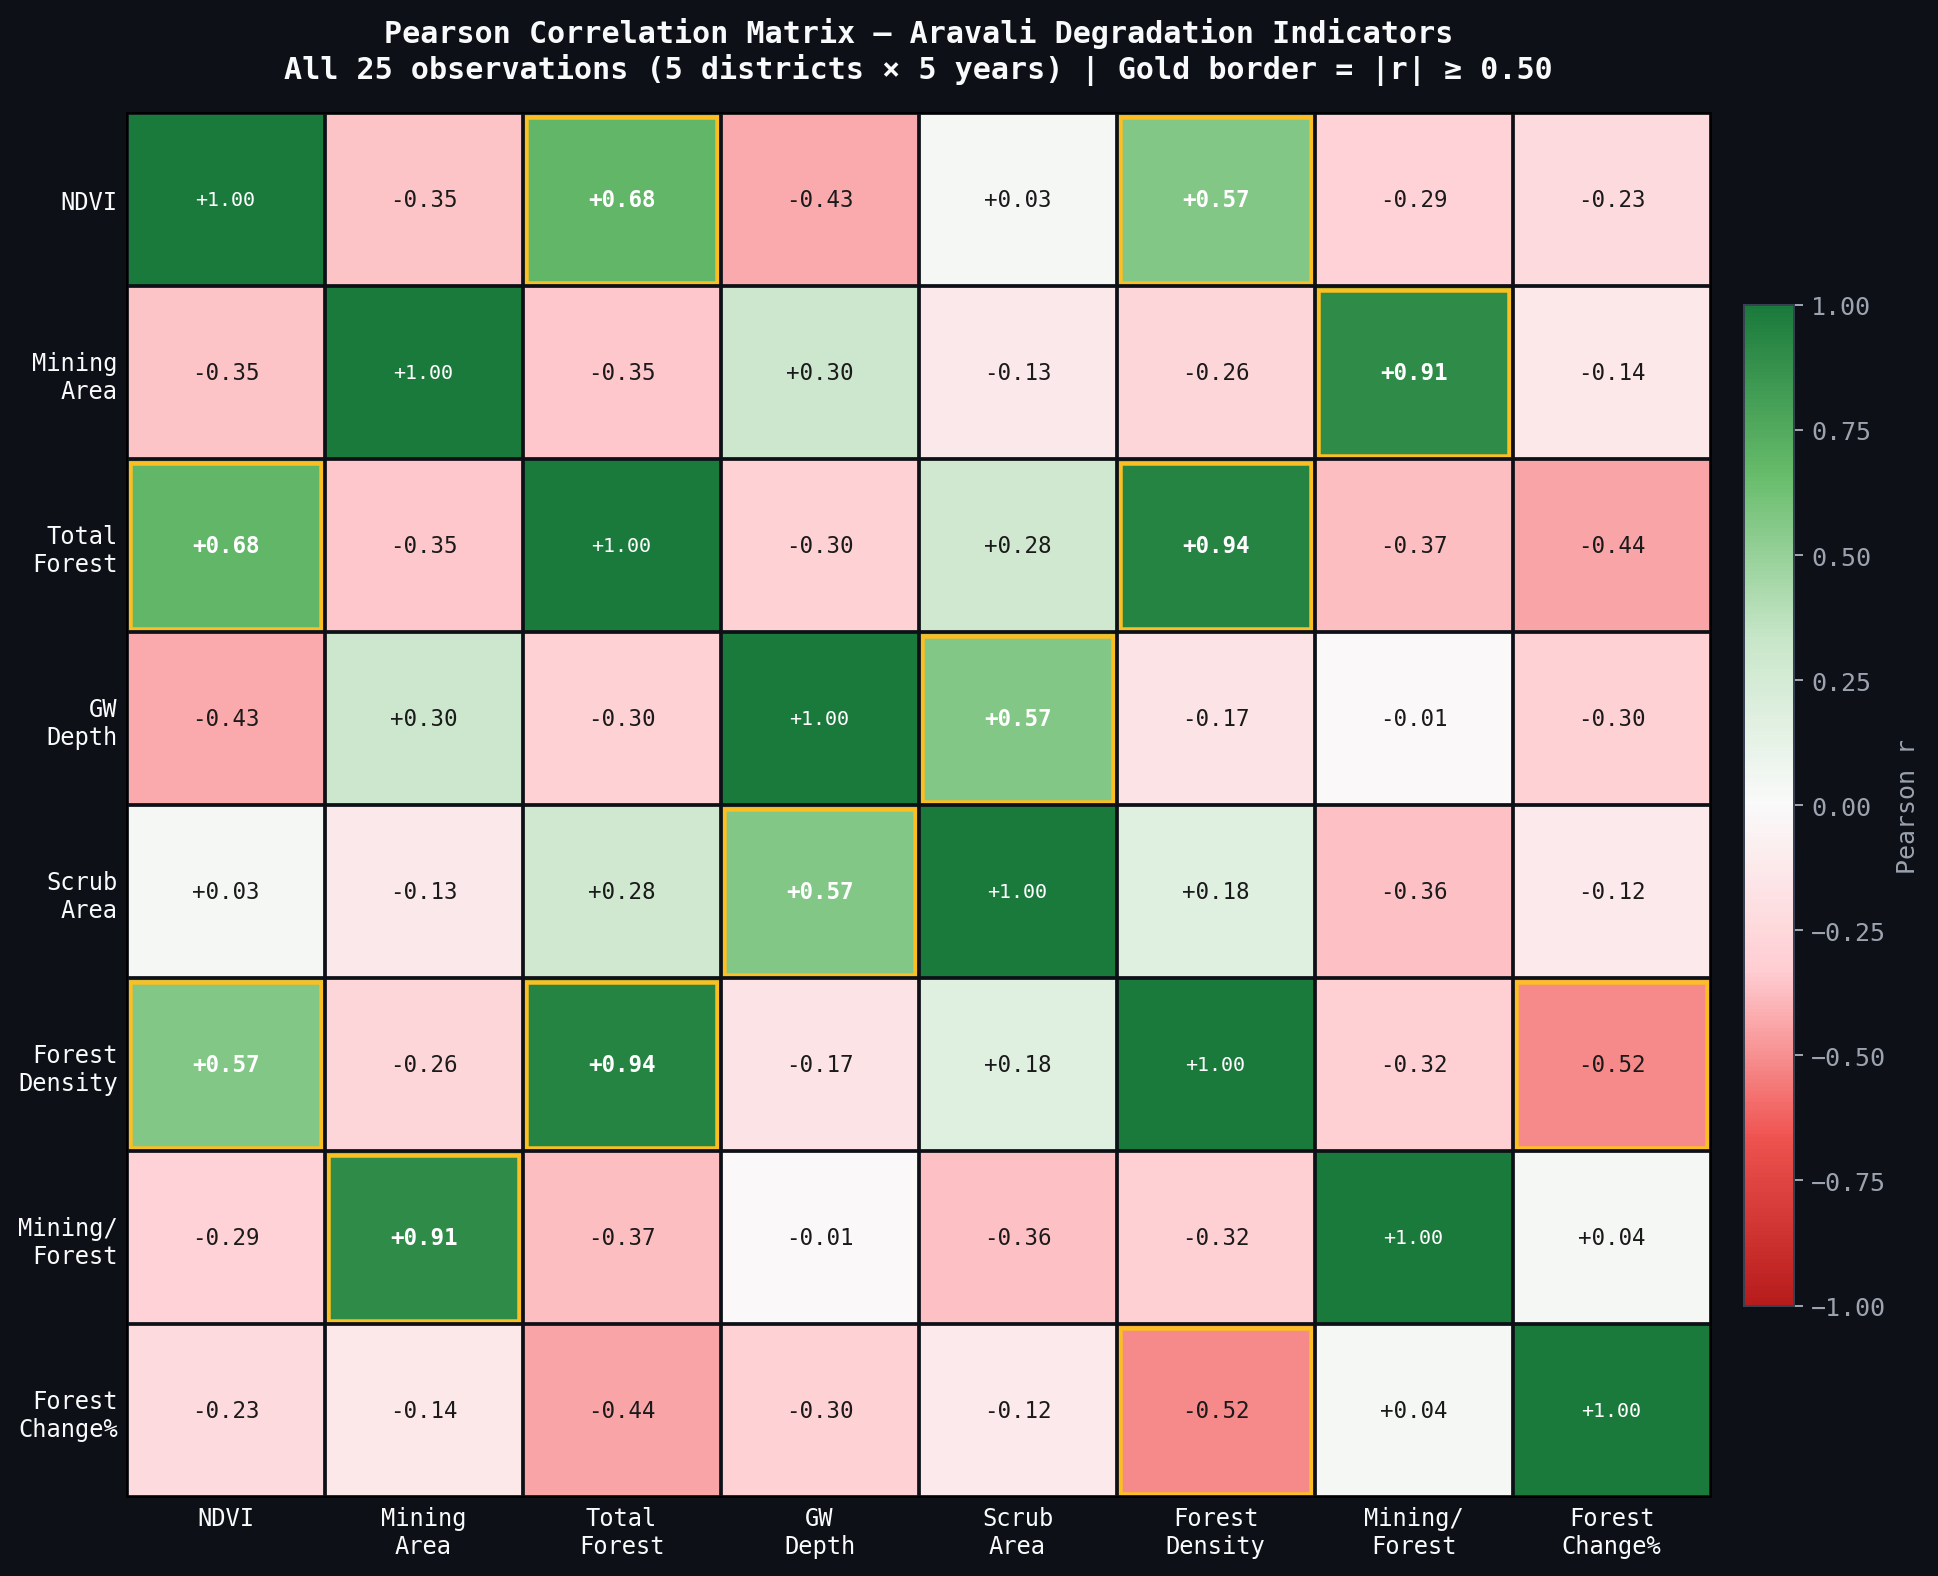 Pearson Correlation Matrix — Aravali Degradation Indicators
All 25 observations (5 districts × 5 years) | Gold border = |r| ≥ 0.50
NDVI +1.00 -0.35 +0.68 -0.43 +0.03 +0.57 -0.29 -0.23
Mining
Area
-0.35 +1.00 -0.35 +0.30 -0.13 -0.26 +0.91 -0.14
Total
Forest
+0.68 -0.35 +1.00 -0.30 +0.28 +0.94 -0.37 -0.44
GW
Depth
-0.43 +0.30 -0.30 +1.00 +0.57 -0.17 -0.01 -0.30
Scrub
Area
+0.03 -0.13 +0.28 +0.57 +1.00 +0.18 -0.36 -0.12
Forest
Density
+0.57 -0.26 +0.94 -0.17 +0.18 +1.00 -0.32 -0.52
Mining/
Forest
-0.29 +0.91 -0.37 -0.01 -0.36 -0.32 +1.00 +0.04
Forest
Change%
-0.23 -0.14 -0.44 -0.30 -0.12 -0.52 +0.04 +1.00
NDVI Mining Total GW Scrub Forest Mining/ Forest
Area Forest Depth Area Density Forest Change%
1.00
0.75
0.50
0.25
0.00
−0.25
−0.50
−0.75
−1.00
Pearson r